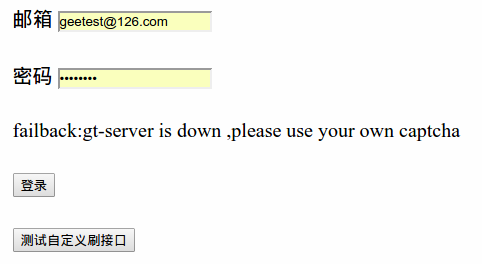 邮箱 geetest@126.com
密码 ••••••••
failback:gt-server is down ,please use your own captcha
登录
测试自定义刷接口